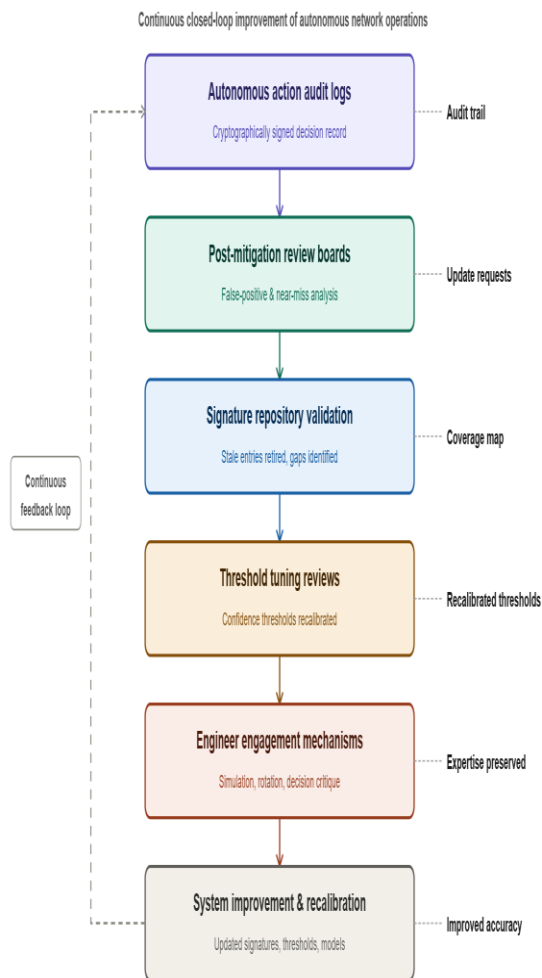 Continuous closed-loop improvement of autonomous network operations
Autonomous action audit logs
Cryptographically signed decision record
Audit trail
Post-mitigation review boards
False-positive & near-miss analysis
Update requests
Signature repository validation
Stale entries retired, gaps identified
Coverage map
Continuous
feedback loop
Threshold tuning reviews
Confidence thresholds recalibrated
Recalibrated thresholds
Engineer engagement mechanisms
Simulation, rotation, decision critique
Expertise preserved
System improvement & recalibration
Updated signatures, thresholds, models
Improved accuracy